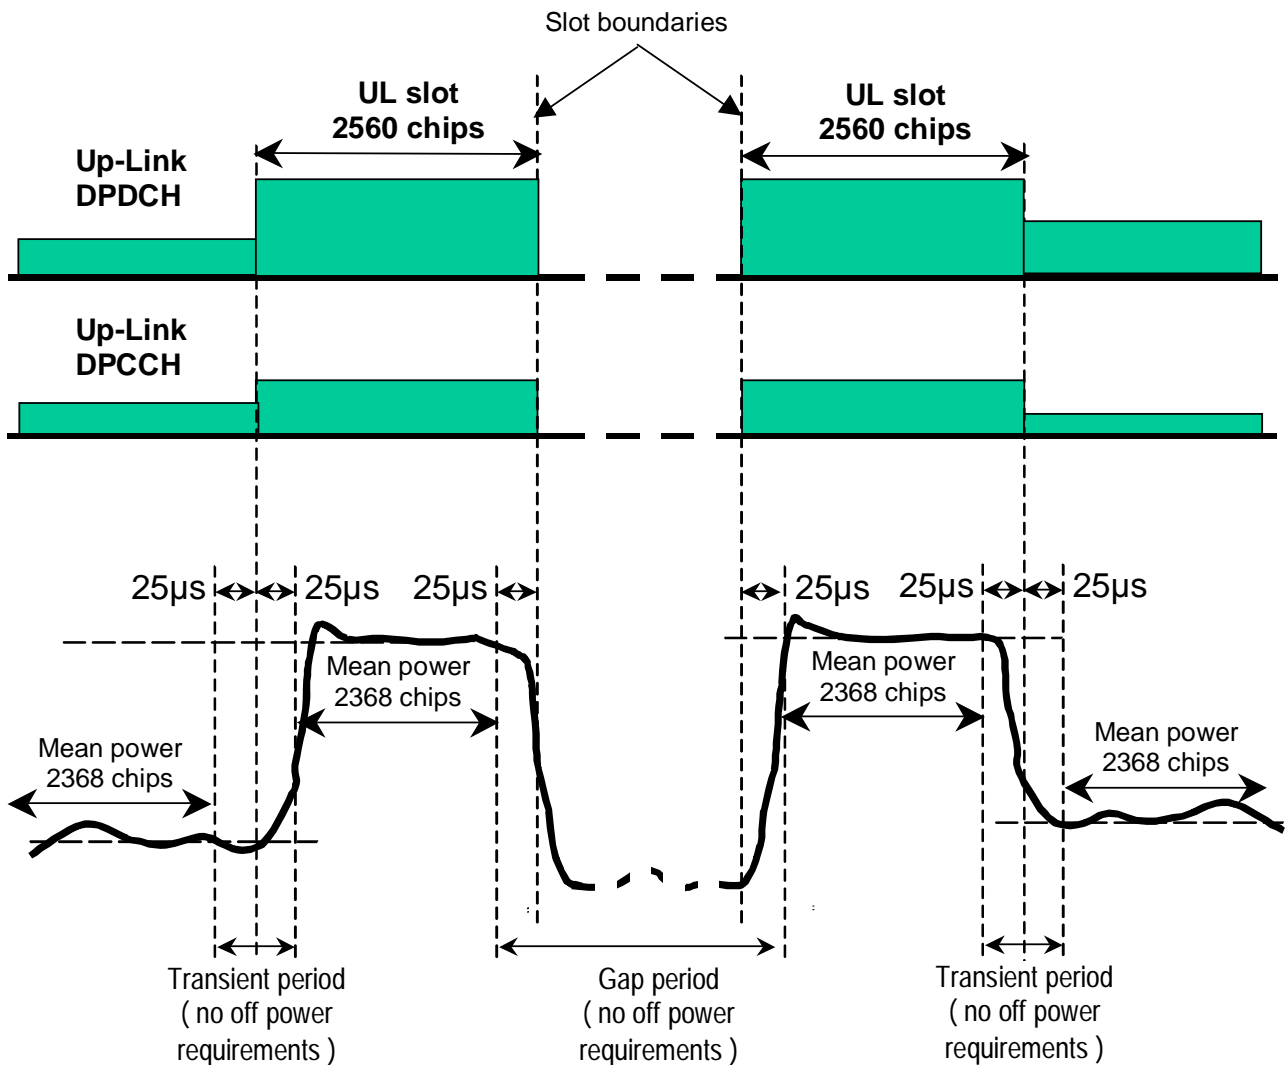 Slot boundaries
UL slot
2560 chips
UL slot
2560 chips
Up-Link
DPDCH
Up-Link
DPCCH
25µs
25µs
25µs
25µs
25µs
25µs
Mean power
2368 chips
Mean power
2368 chips
Mean power
2368 chips
Mean power
2368 chips
Transient period
( no off power
requirements )
Gap period
( no off power
requirements )
Transient period
( no off power
requirements )